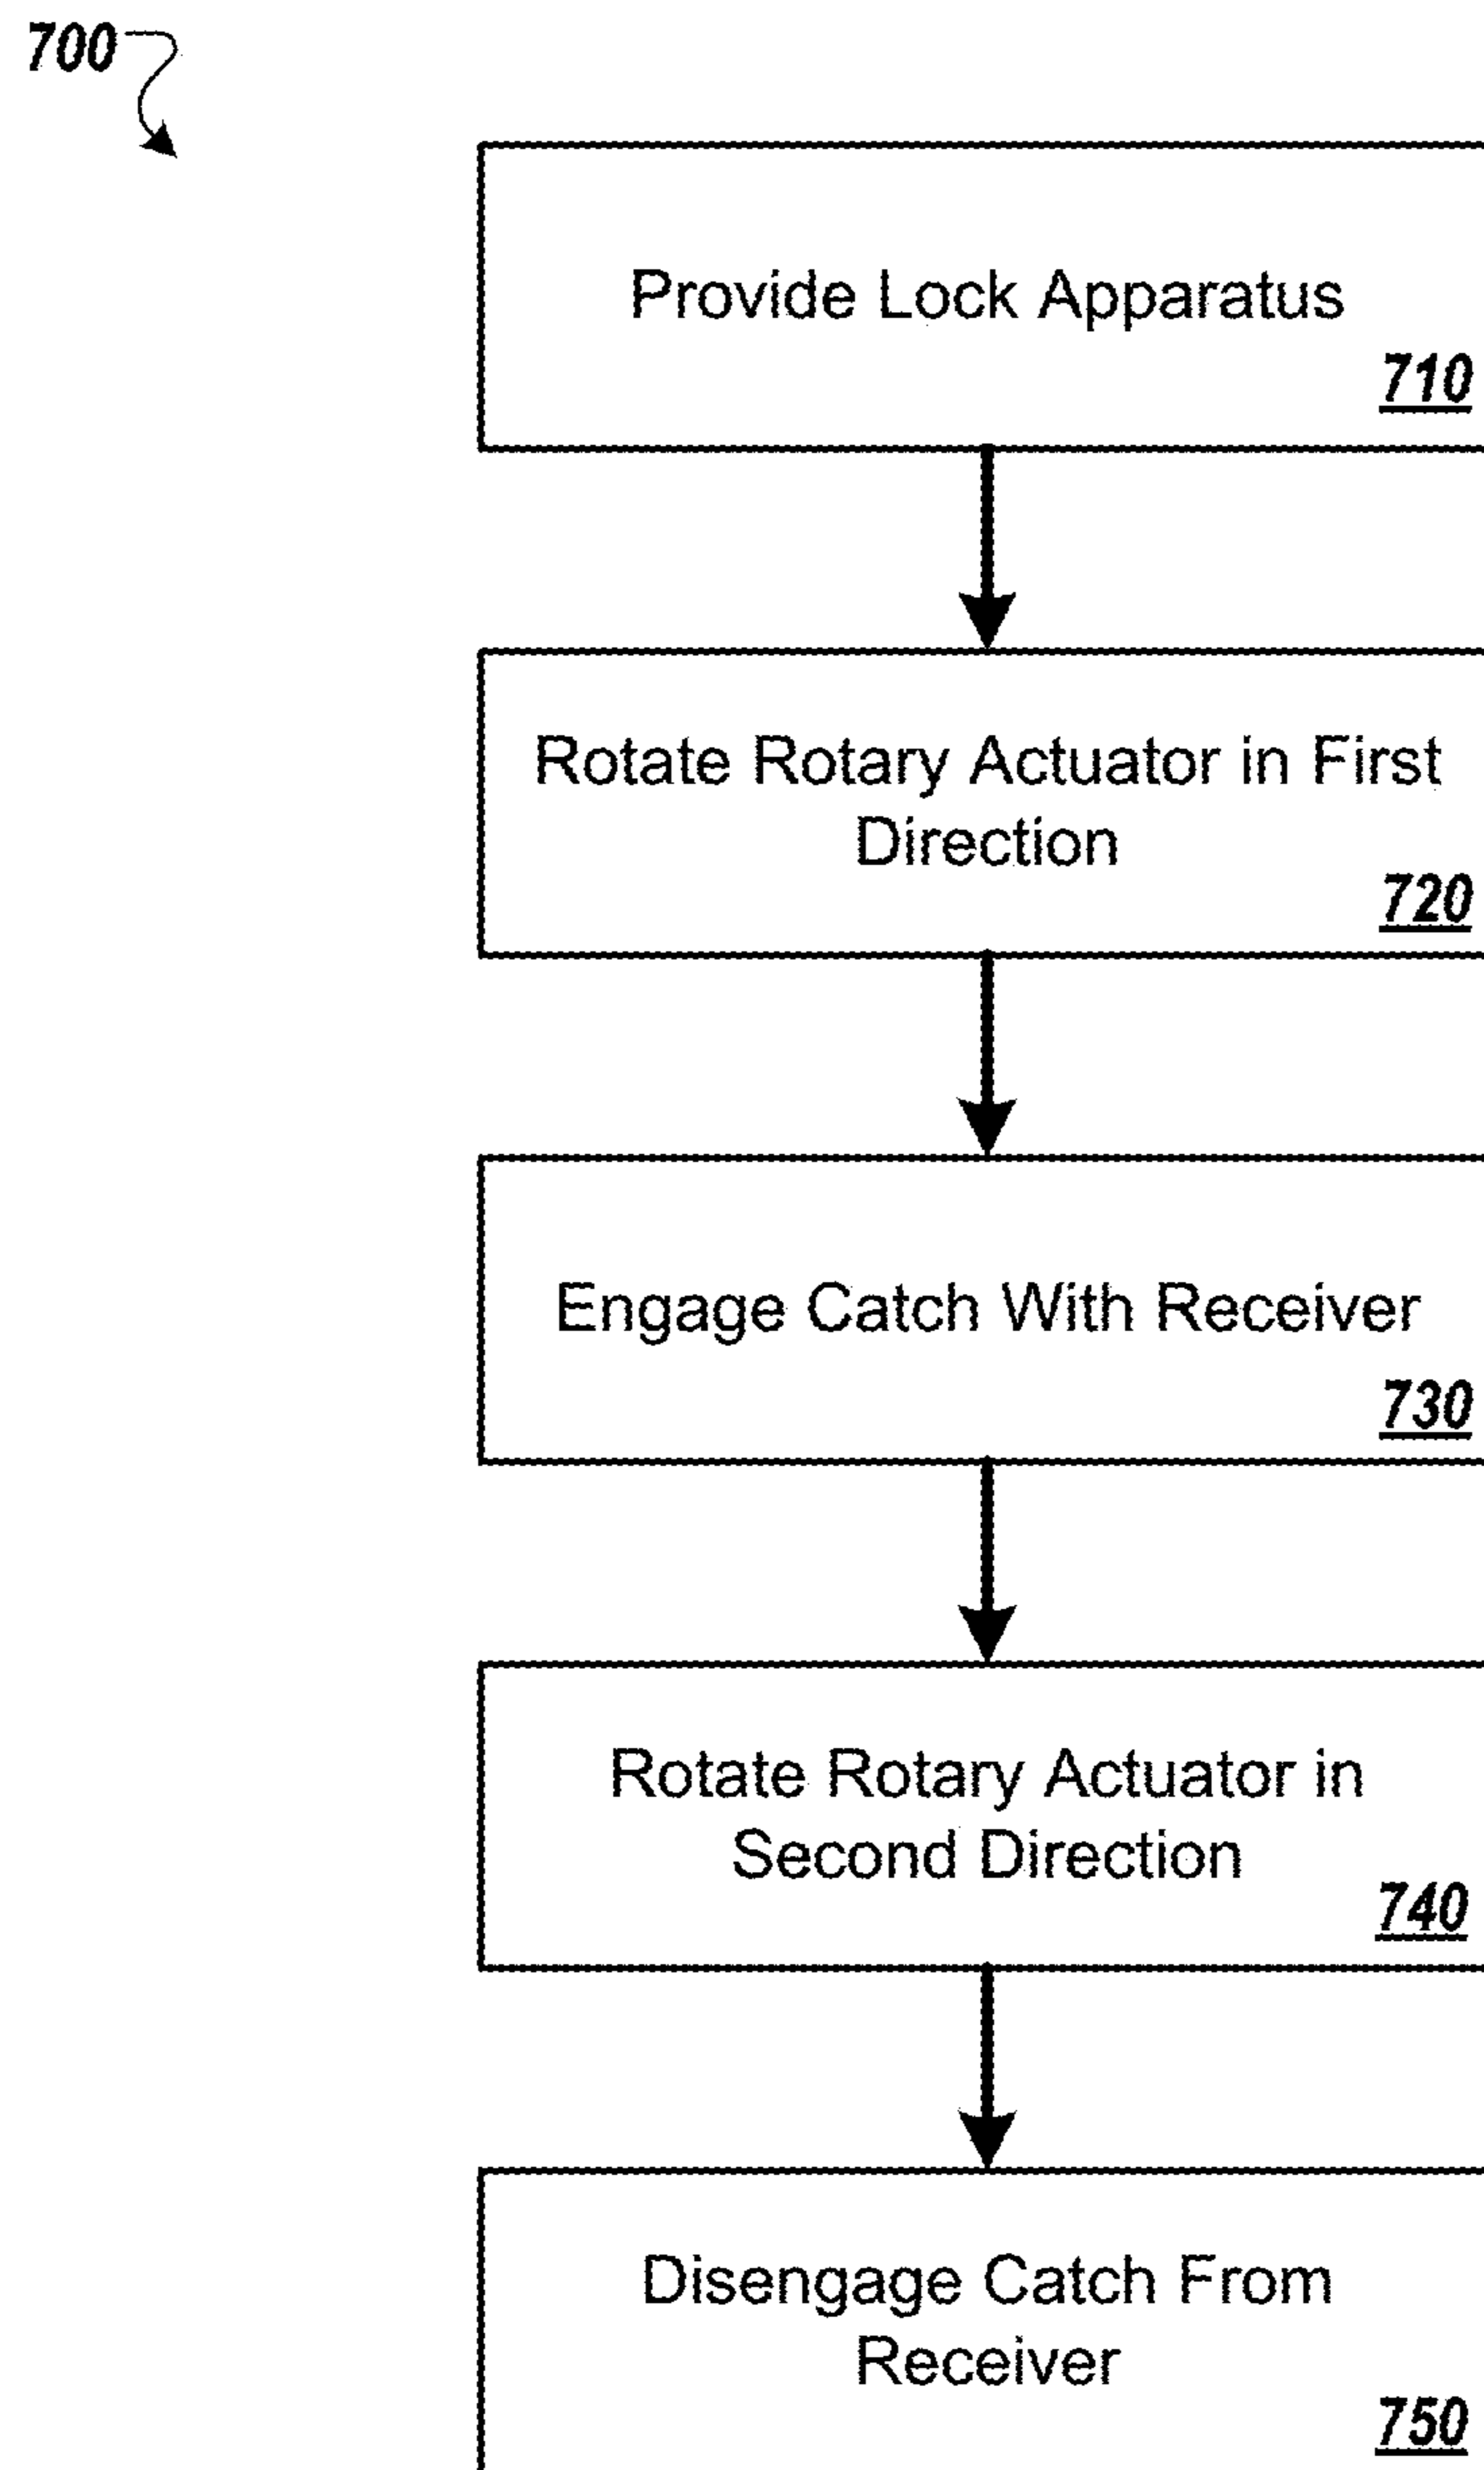 700
Provide Lock Apparatus
710
Rotate Rotary Actuator in First
Direction
720
Engage Catch With Receiver
730
Rotate Rotary Actuator in
Second Direction
740
Disengage Catch From
Receiver
750